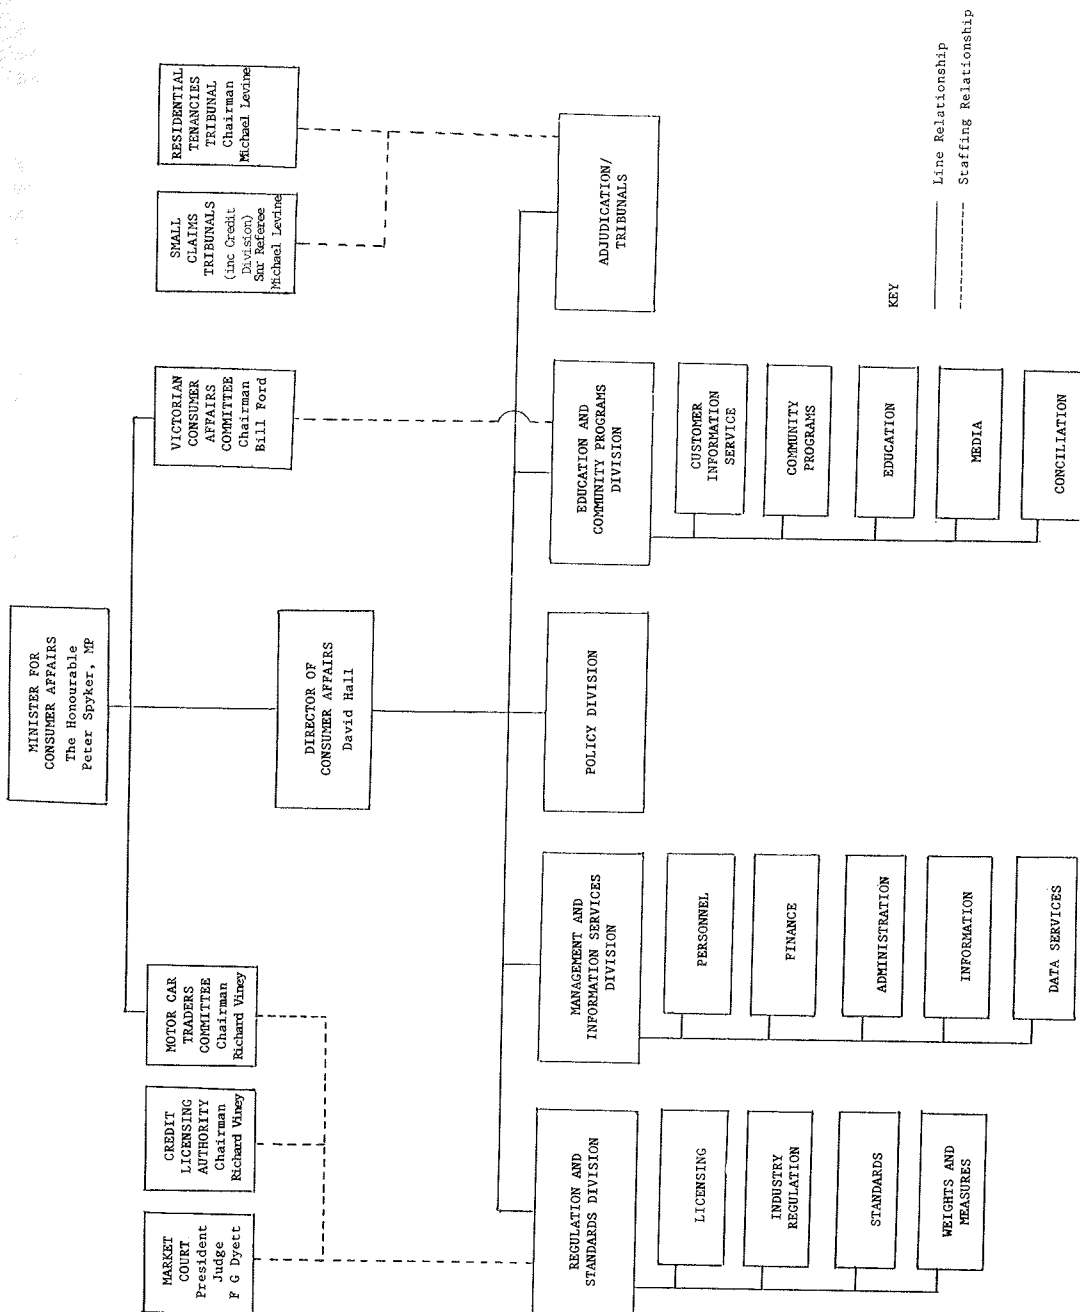 MINISTER FOR
CONSUMER AFFAIRS
The Honourable
Peter Spyker, MP
MARKET
COURT
President
Judge
F G Dyett
CREDIT
LICENSING
AUTHORITY
Chairman
Richard Viney
MOTOR CAR
TRADERS
COMMITTEE
Chairman
Richard Viney
VICTORIAN
CONSUMER
AFFAIRS
COMMITTEE
Chairman
Bill Ford
SMALL
CLAIMS
TRIBUNALS
(inc Credit
Division)
Snr Referee
Michael Levine
RESIDENTIAL
TENANCIES
TRIBUNAL
Chairman
Michael Levine
DIRECTOR OF
CONSUMER AFFAIRS
David Hall
REGULATION AND
STANDARDS DIVISION
MANAGEMENT AND
INFORMATION SERVICES
DIVISION
POLICY DIVISION
EDUCATION AND
COMMUNITY PROGRAMS
DIVISION
ADJUDICATION/
TRIBUNALS
LICENSING
INDUSTRY
REGULATION
STANDARDS
WEIGHTS AND
MEASURES
PERSONNEL
FINANCE
ADMINISTRATION
INFORMATION
DATA SERVICES
CUSTOMER
INFORMATION
SERVICE
COMMUNITY
PROGRAMS
EDUCATION
MEDIA
CONCILIATION
KEY
Line Relationship
Staffing Relationship